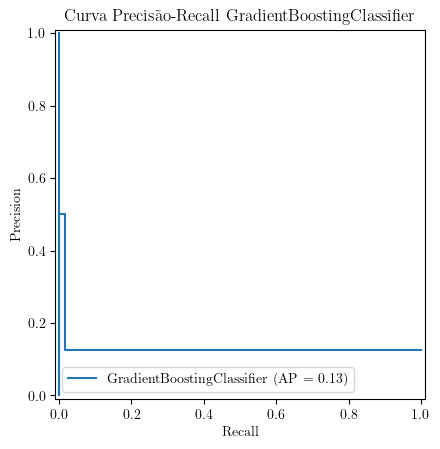 Curva Precisão-Recall GradientBoostingClassifier
1.0
0.8
0.6
0.4
0.2
0.0
Precision
GradientBoostingClassifier (AP = 0.13)
0.0 0.2 0.4 0.6 0.8 1.0
Recall